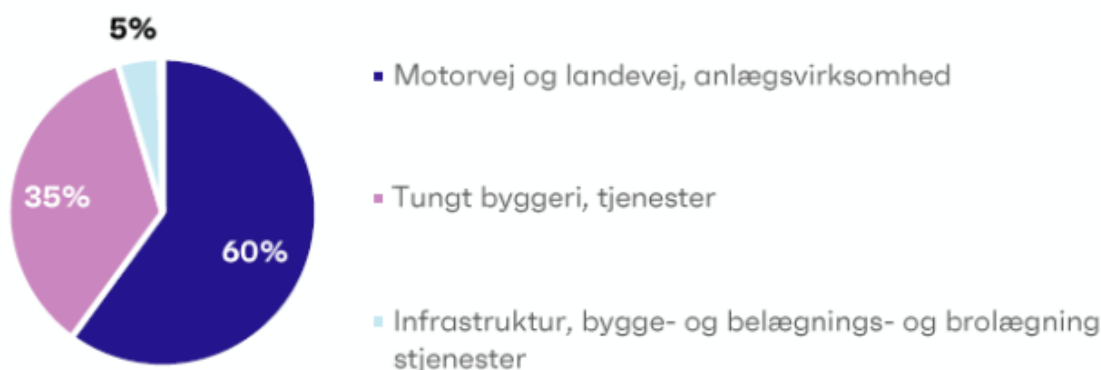 5%
Motorvej og landevej, anlægsvirksomhed
35%
Tungt byggeri, tjenester
60%
Infrastruktur, bygge- og belægnings- og brolægning
stjenester